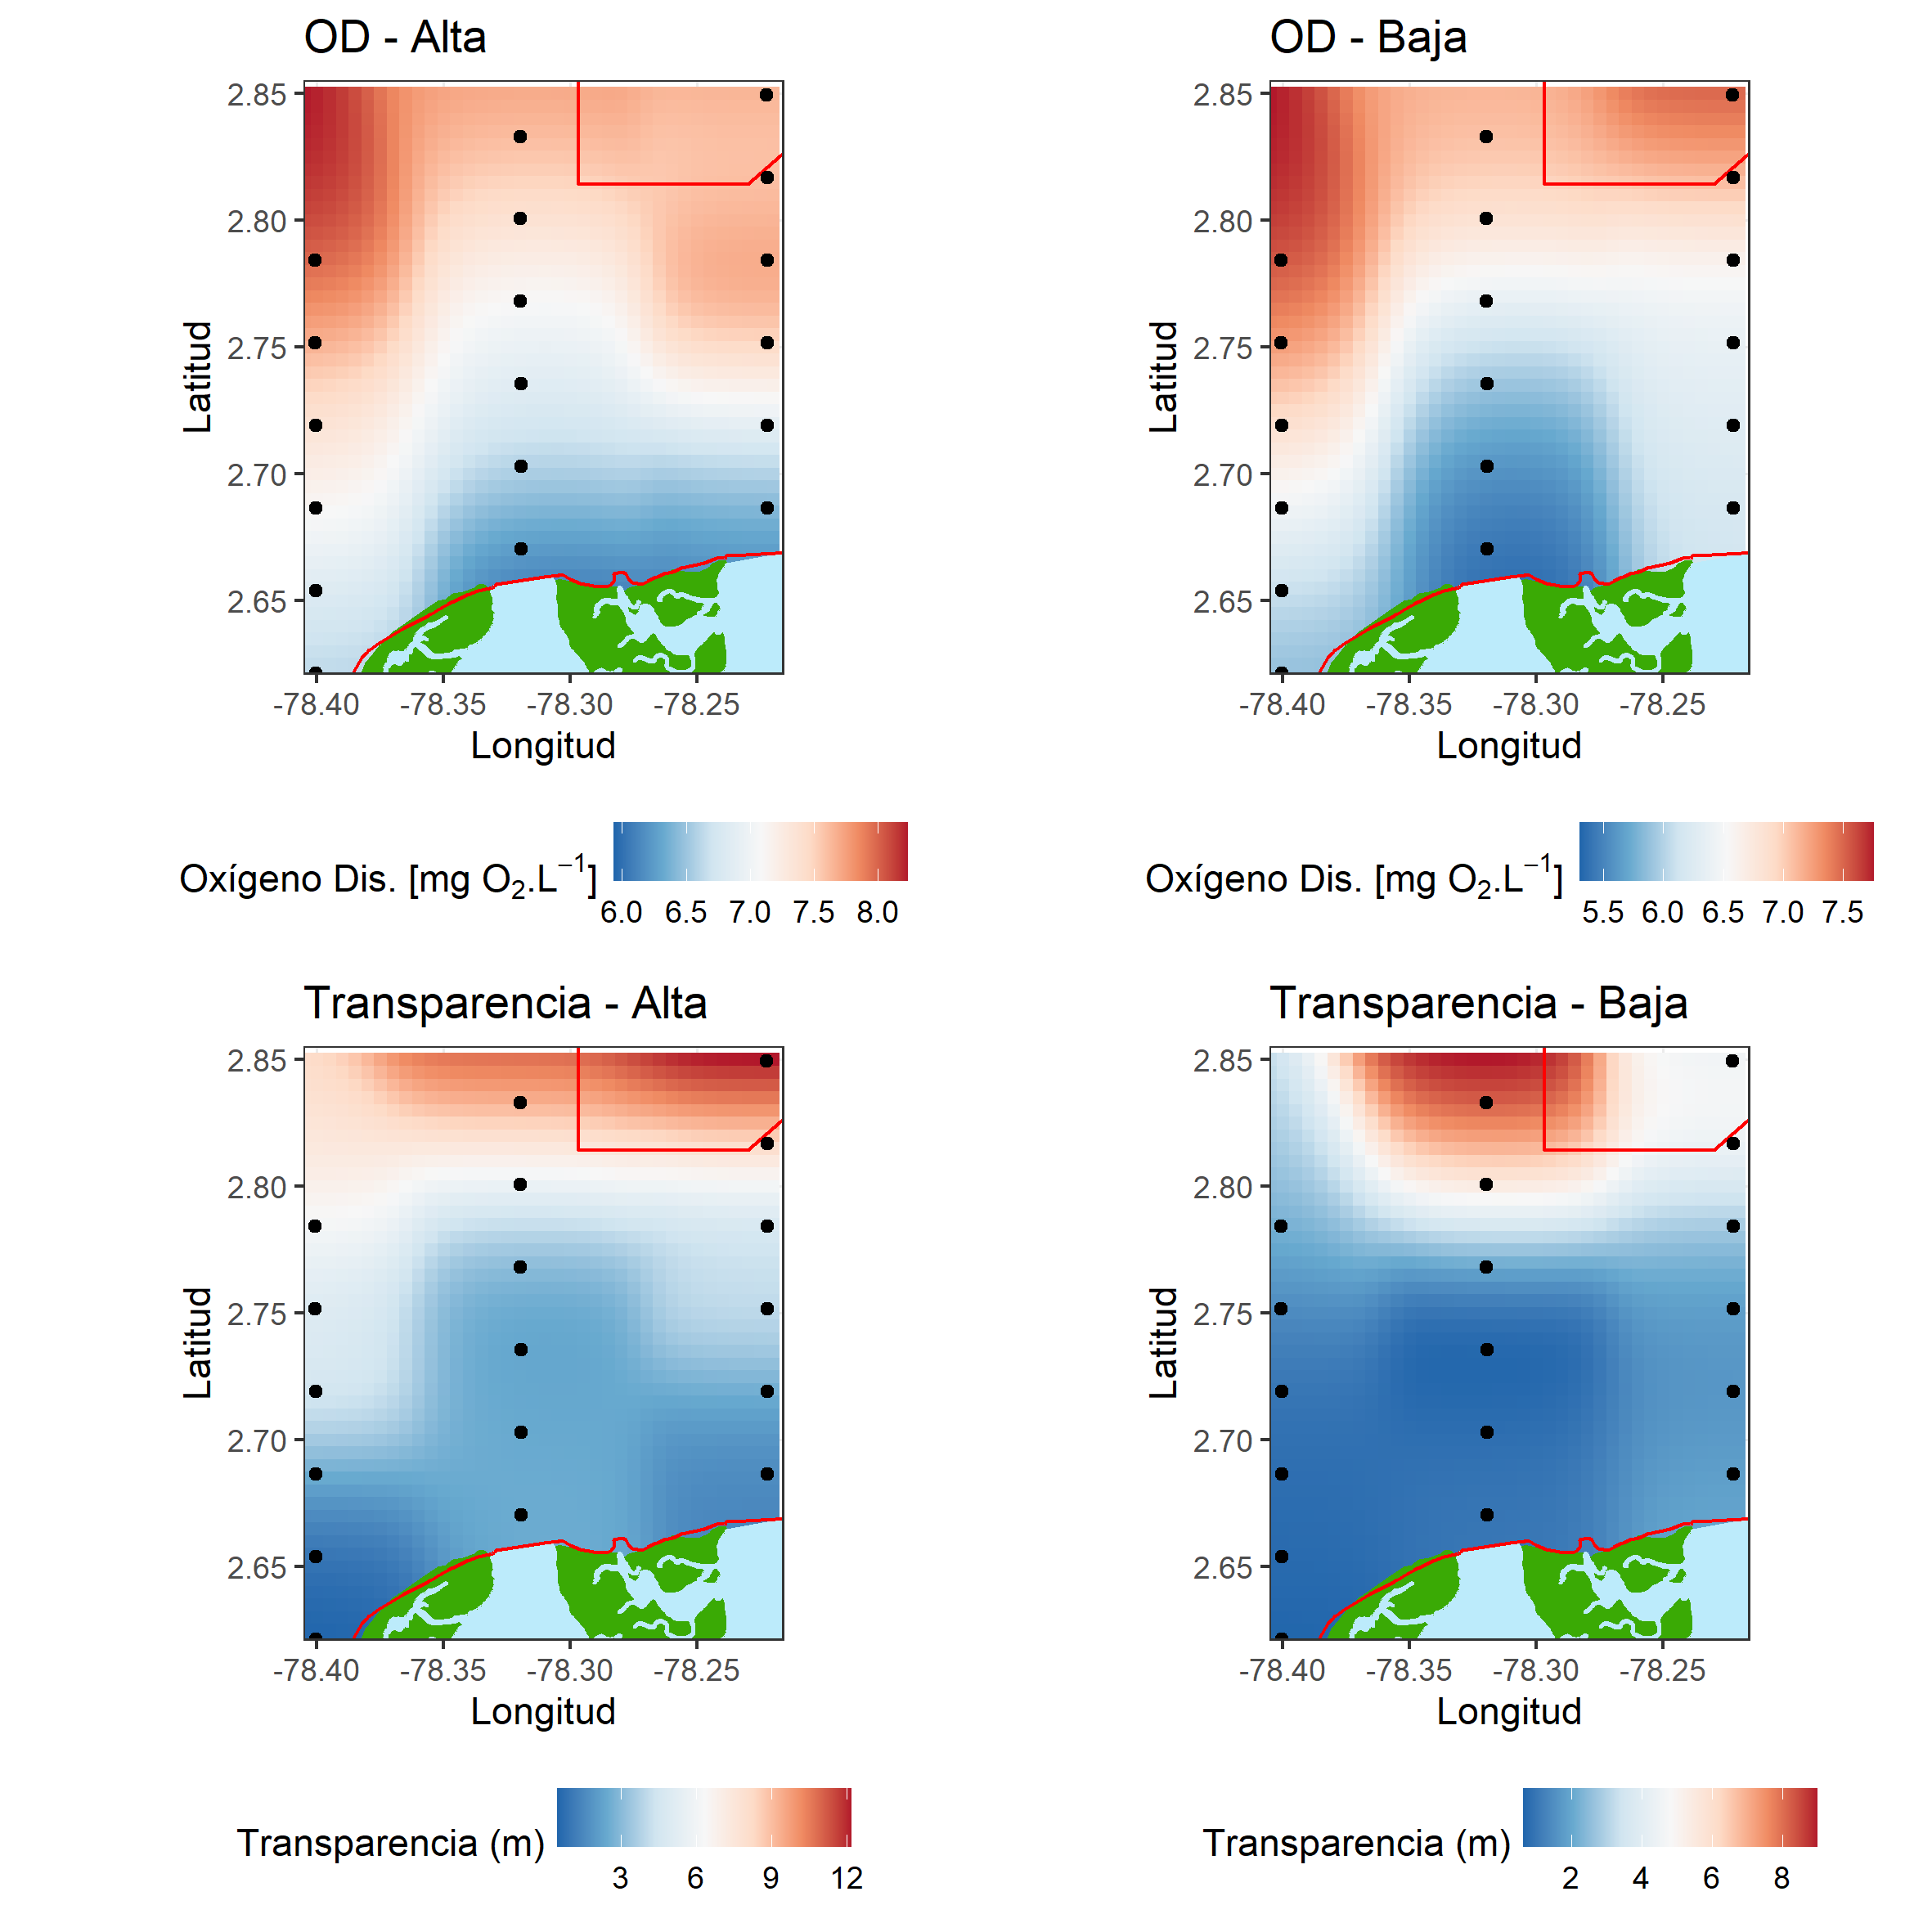 OD - Alta
2.85
2.80
2.75
2.70
2.65
Latitud
-78.40 -78.35 -78.30 -78.25
Longitud
Oxígeno Dis. [mg O₂.L⁻¹]
6.0 6.5 7.0 7.5 8.0
OD - Baja
2.85
2.80
2.75
2.70
2.65
Latitud
-78.40 -78.35 -78.30 -78.25
Longitud
Oxígeno Dis. [mg O₂.L⁻¹]
5.5 6.0 6.5 7.0 7.5
Transparencia - Alta
2.85
2.80
2.75
2.70
2.65
Latitud
-78.40 -78.35 -78.30 -78.25
Longitud
Transparencia (m)
3 6 9 12
Transparencia - Baja
2.85
2.80
2.75
2.70
2.65
Latitud
-78.40 -78.35 -78.30 -78.25
Longitud
Transparencia (m)
2 4 6 8